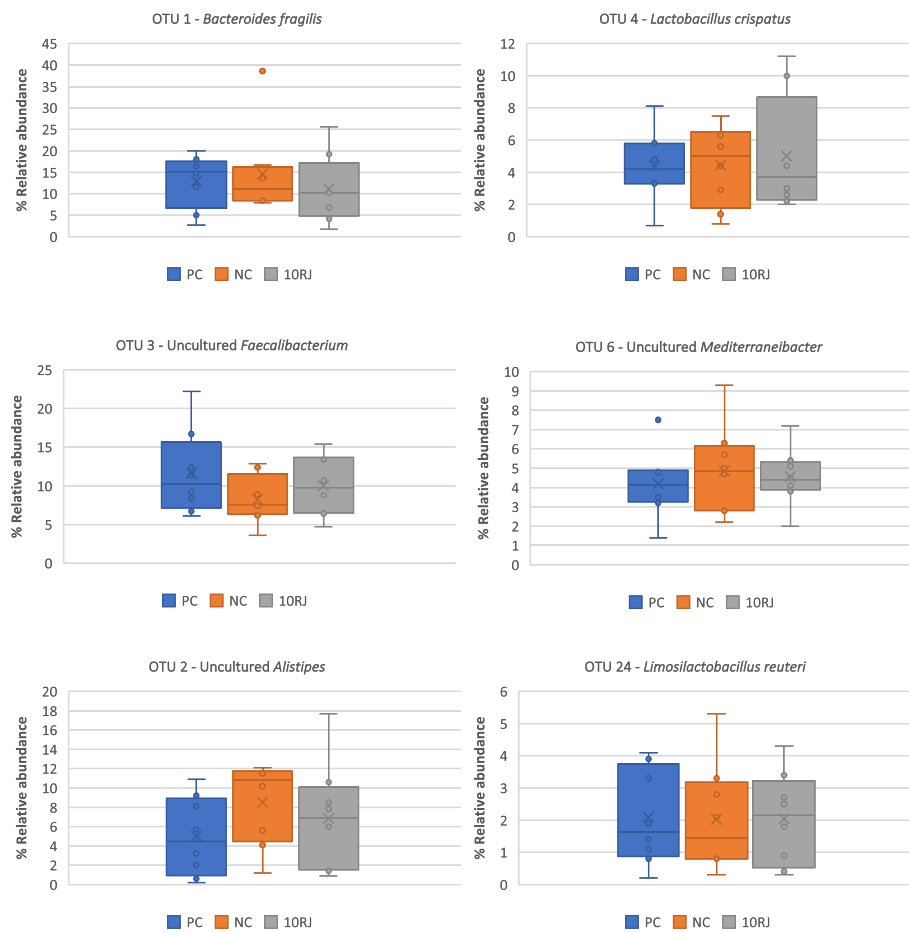 OTU 1 - Bacteroides fragilis
% Relative abundance
45
40
35
30
25
20
15
10
5
0
PC NC 10RJ
OTU 4 - Lactobacillus crispatus
% Relative abundance
12
10
8
6
4
2
0
PC NC 10RJ
OTU 3 - Uncultured Faecalibacterium
% Relative abundance
25
20
15
10
5
0
PC NC 10RJ
OTU 6 - Uncultured Mediterraneibacter
% Relative abundance
10
9
8
7
6
5
4
3
2
1
0
PC NC 10RJ
OTU 2 - Uncultured Alistipes
% Relative abundance
20
18
16
14
12
10
8
6
4
2
0
PC NC 10RJ
OTU 24 - Limosilactobacillus reuteri
% Relative abundance
6
5
4
3
2
1
0
PC NC 10RJ